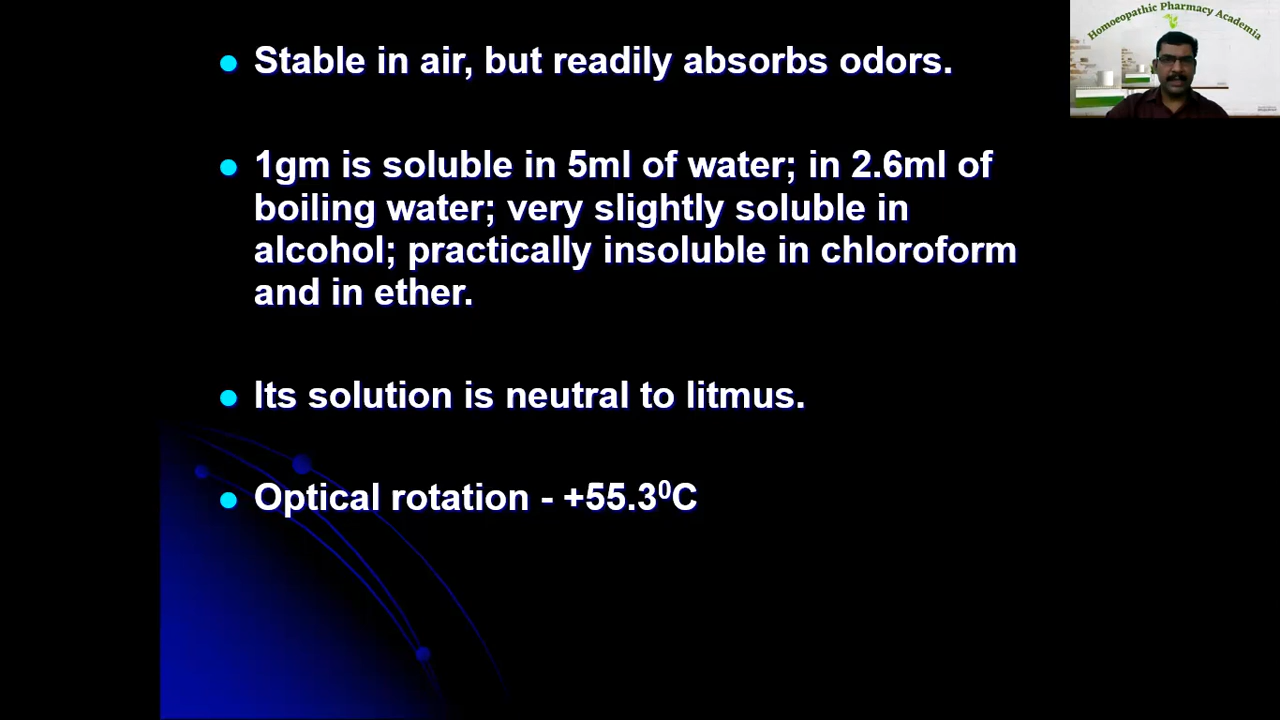 Homoeopathic Pharmacy Academia
Stable in air, but readily absorbs odors.
1gm is soluble in 5ml of water; in 2.6ml of
boiling water; very slightly soluble in
alcohol; practically insoluble in chloroform
and in ether.
Its solution is neutral to litmus.
Optical rotation - +55.3⁰C